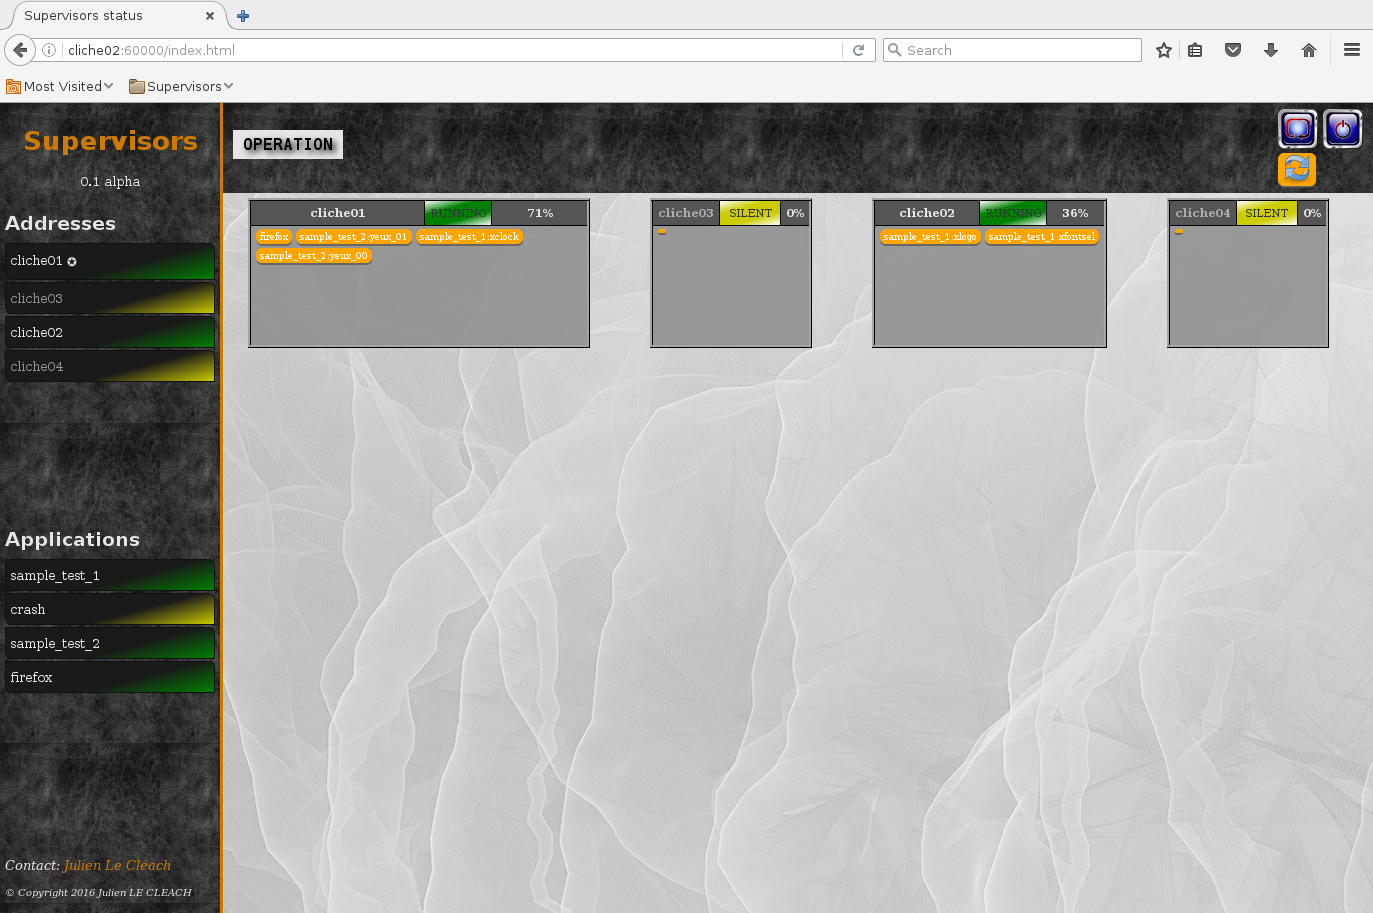 Supervisors status
cliche02:60000/index.html
Search
Most Visited
Supervisors
Supervisors
0.1 alpha
Addresses
cliche01 ✪
cliche03
cliche02
cliche04
Applications
sample_test_1
crash
sample_test_2
firefox
Contact: Julien Le Cléach
© Copyright 2016 Julien LE CLEACH
OPERATION
cliche01 RUNNING 71%
firefox sample_test_2:yeux_01 sample_test_1:xclock
sample_test_2:yeux_00
cliche03 SILENT 0%
cliche02 RUNNING 36%
sample_test_1:xlogo sample_test_1:xfontsel
cliche04 SILENT 0%